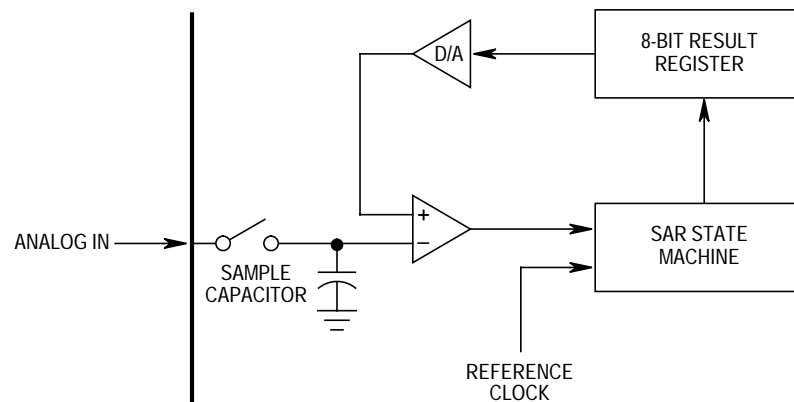 D/A
8-BIT RESULT
REGISTER
+
−
ANALOG IN
SAMPLE
CAPACITOR
SAR STATE
MACHINE
REFERENCE
CLOCK